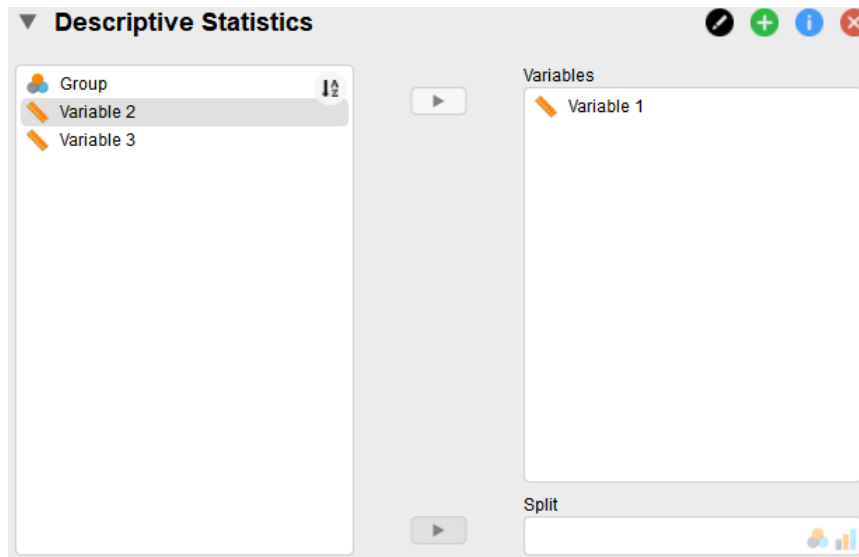 Descriptive Statistics
Group
Variable 2
Variable 3
Variables
Variable 1
Split